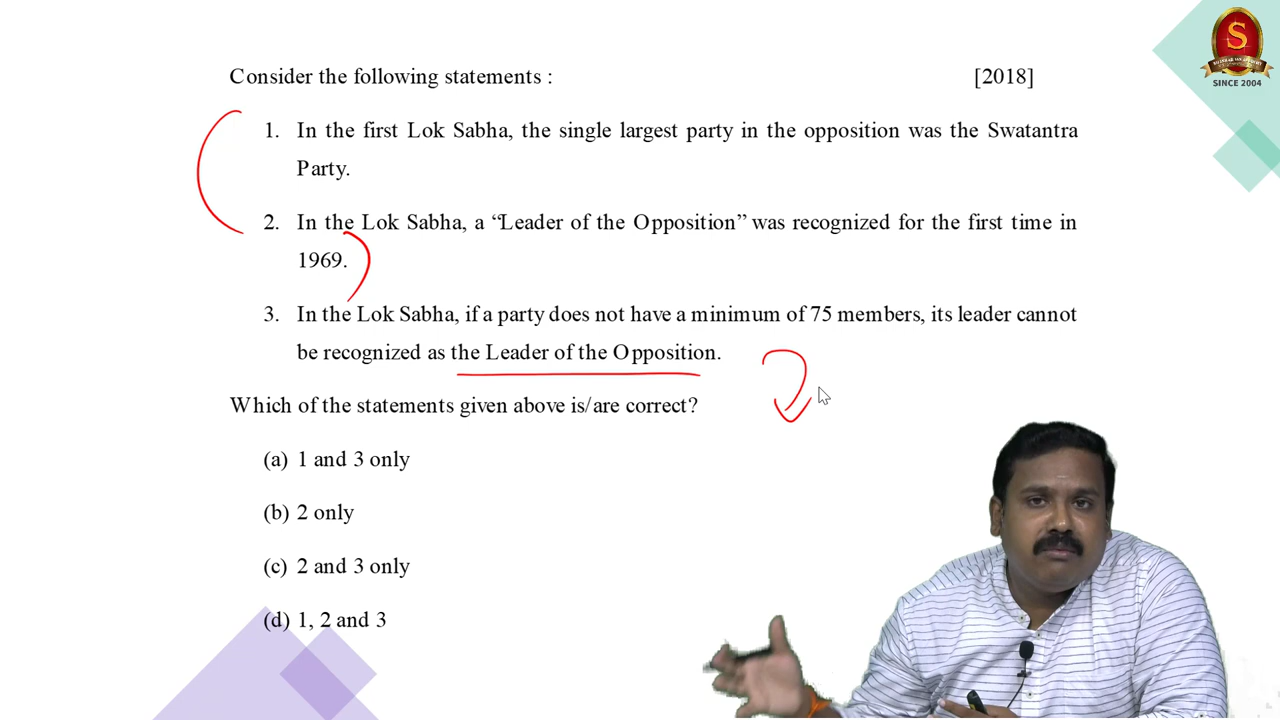 S
SINCE 2004
Consider the following statements : [2018]
1. In the first Lok Sabha, the single largest party in the opposition was the Swatantra
Party.
2. In the Lok Sabha, a “Leader of the Opposition” was recognized for the first time in
1969.
3. In the Lok Sabha, if a party does not have a minimum of 75 members, its leader cannot
be recognized as the Leader of the Opposition.
Which of the statements given above is/are correct?
(a) 1 and 3 only
(b) 2 only
(c) 2 and 3 only
(d) 1, 2 and 3